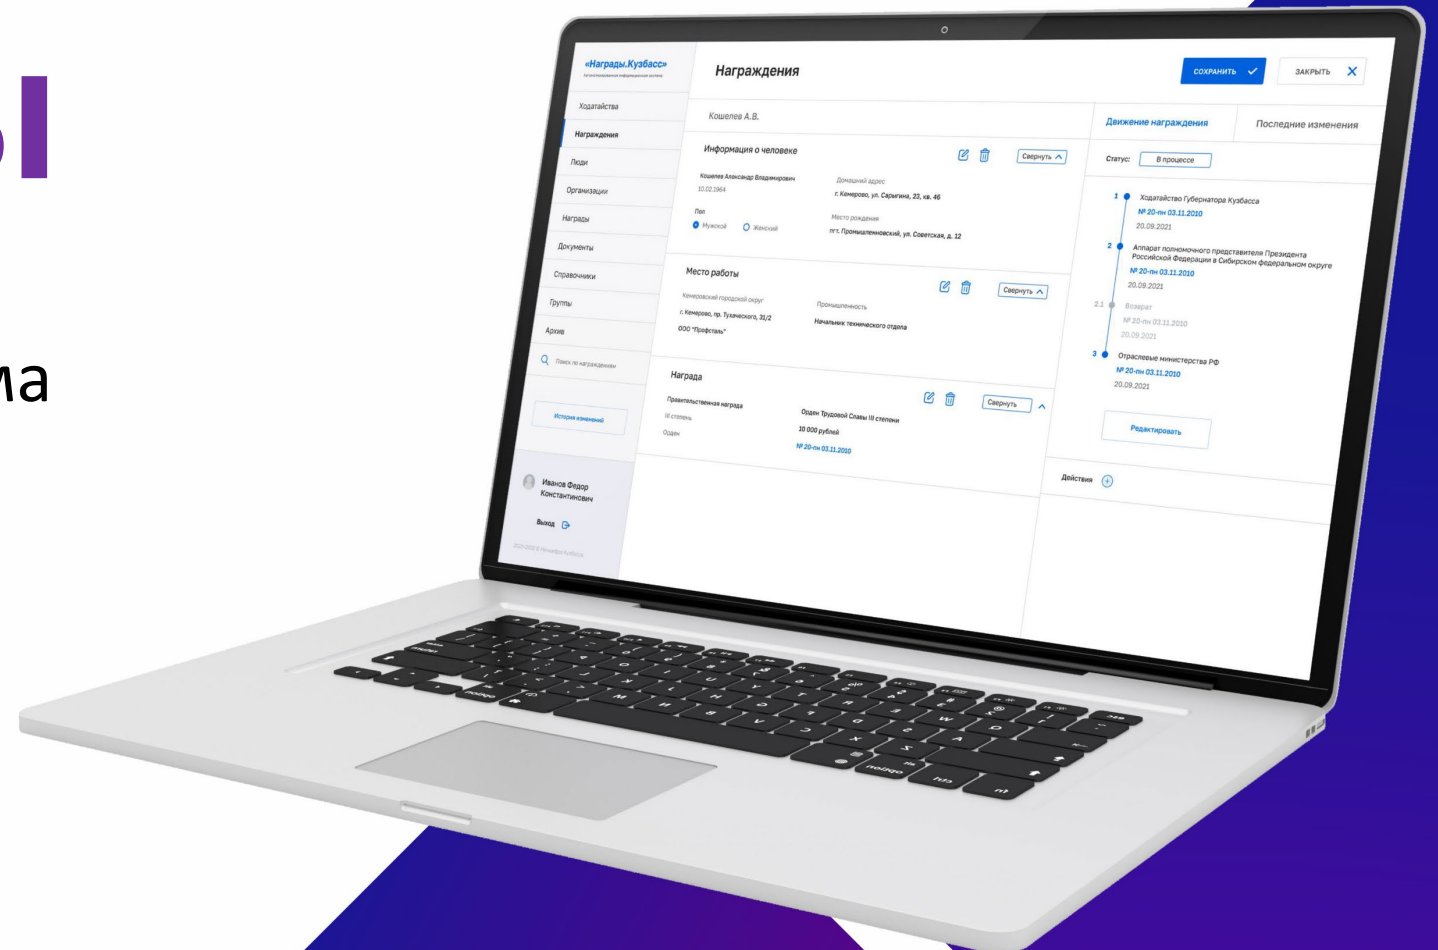 Ы
ма
«Награды.Кузбасс»
Автоматизированная информационная система
Ходатайства
Награждения
Люди
Организации
Награды
Документы
Справочники
Группы
Архив
Поиск по награждениям
История изменений
Иванов Федор
Константинович
Выход
Награждения
СОХРАНИТЬ
ЗАКРЫТЬ
Кошелев А.В.
Информация о человеке
Свернуть
Кошелев Александр Владимирович
10.02.1964
Пол
Мужской
Женский
Домашний адрес
г. Кемерово, ул. Сарыгина, 23, кв. 46
Место рождения
пгт. Промышленновский, ул. Советская, д. 12
Место работы
Свернуть
Кемеровский городской округ
г. Кемерово, пр. Тухаческого, 31/2
ООО "Профсталь"
Промышленность
Начальник технического отдела
Награда
Свернуть
Правительственная награда
III степень
Орден
Орден Трудовой Славы III степени
10 000 рублей
№ 20-пн 03.11.2010
Движение награждения
Последние изменения
Статус:
В процессе
1
Ходатайство Губернатора Кузбасса
№ 20-пн 03.11.2010
20.09.2021
2
Аппарат полномочного представителя Президента
Российской Федерации в Сибирском федеральном округе
№ 20-пн 03.11.2010
20.09.2021
2.1
Возврат
№ 20-пн 03.11.2010
20.09.2021
3
Отраслевые министерства РФ
№ 20-пн 03.11.2010
20.09.2021
Редактировать
Действия